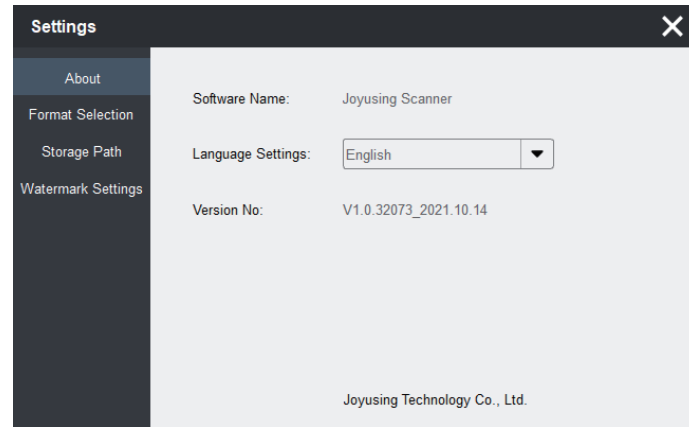 Settings
About
Format Selection
Storage Path
Watermark Settings
Software Name: Joyusing Scanner
Language Settings: English
Version No: V1.0.32073_2021.10.14
Joyusing Technology Co., Ltd.